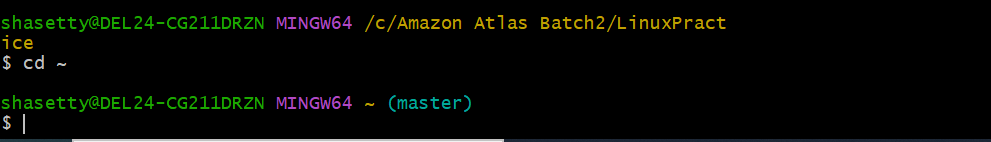 shasetty@DEL24-CG211DRZN MINGW64 /c/Amazon Atlas Batch2/LinuxPract
ice
$ cd ~
shasetty@DEL24-CG211DRZN MINGW64 ~ (master)
$